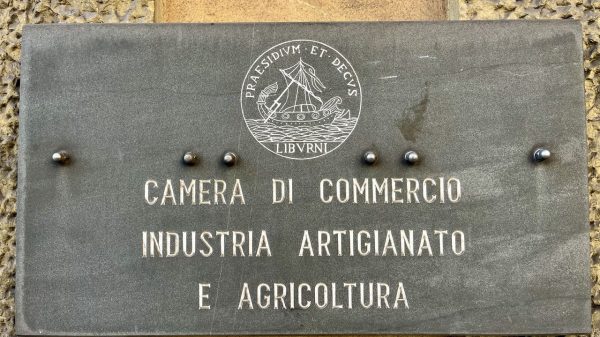 PRAESIDIVM · ET · DECVS
LIBVRNI
CAMERA DI COMMERCIO
INDUSTRIA ARTIGIANATO
E AGRICOLTURA